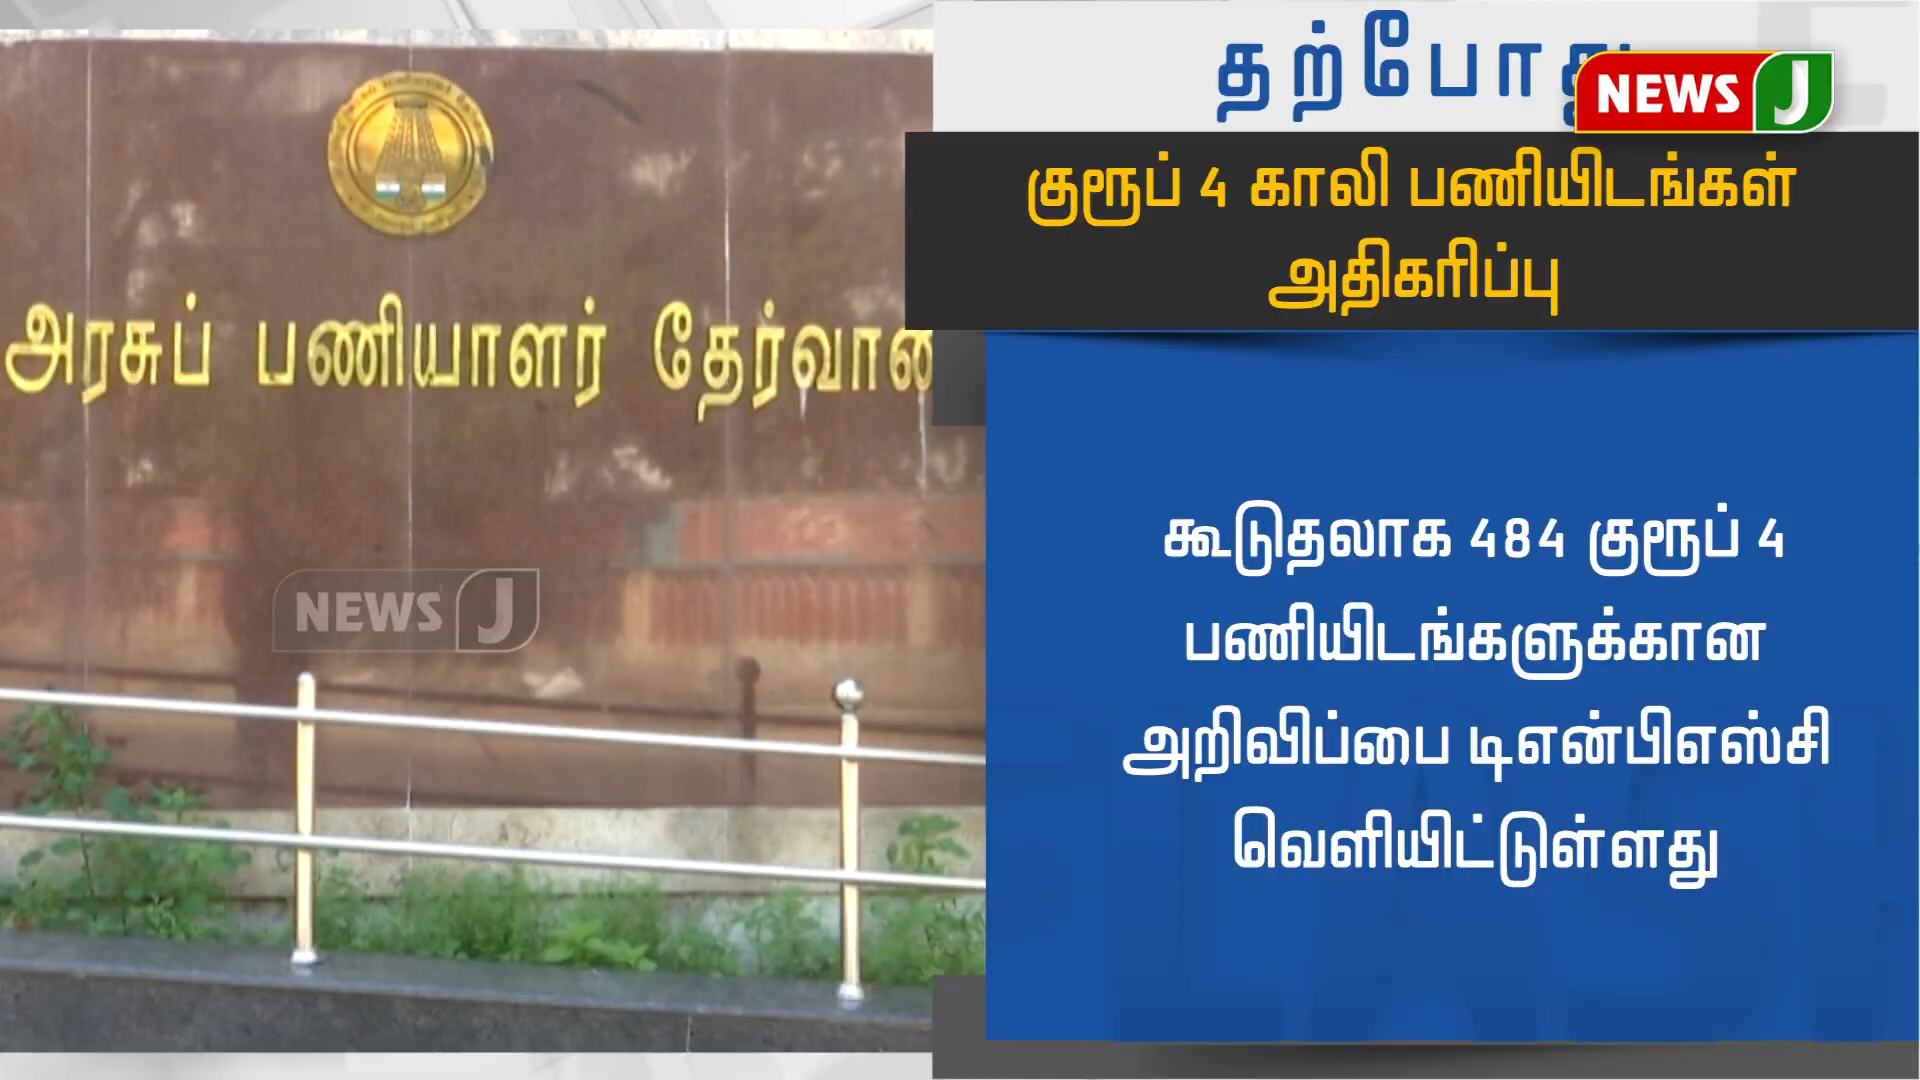 தற்போது
NEWS J
குரூப் 4 காலி பணியிடங்கள்
அதிகரிப்பு
அரசுப் பணியாளர்
NEWS J
கூடுதலாக 484 குரூப் 4
பணியிடங்களுக்கான
அறிவிப்பை டிஎன்பிஎஸ்சி
வெளியிட்டுள்ளது